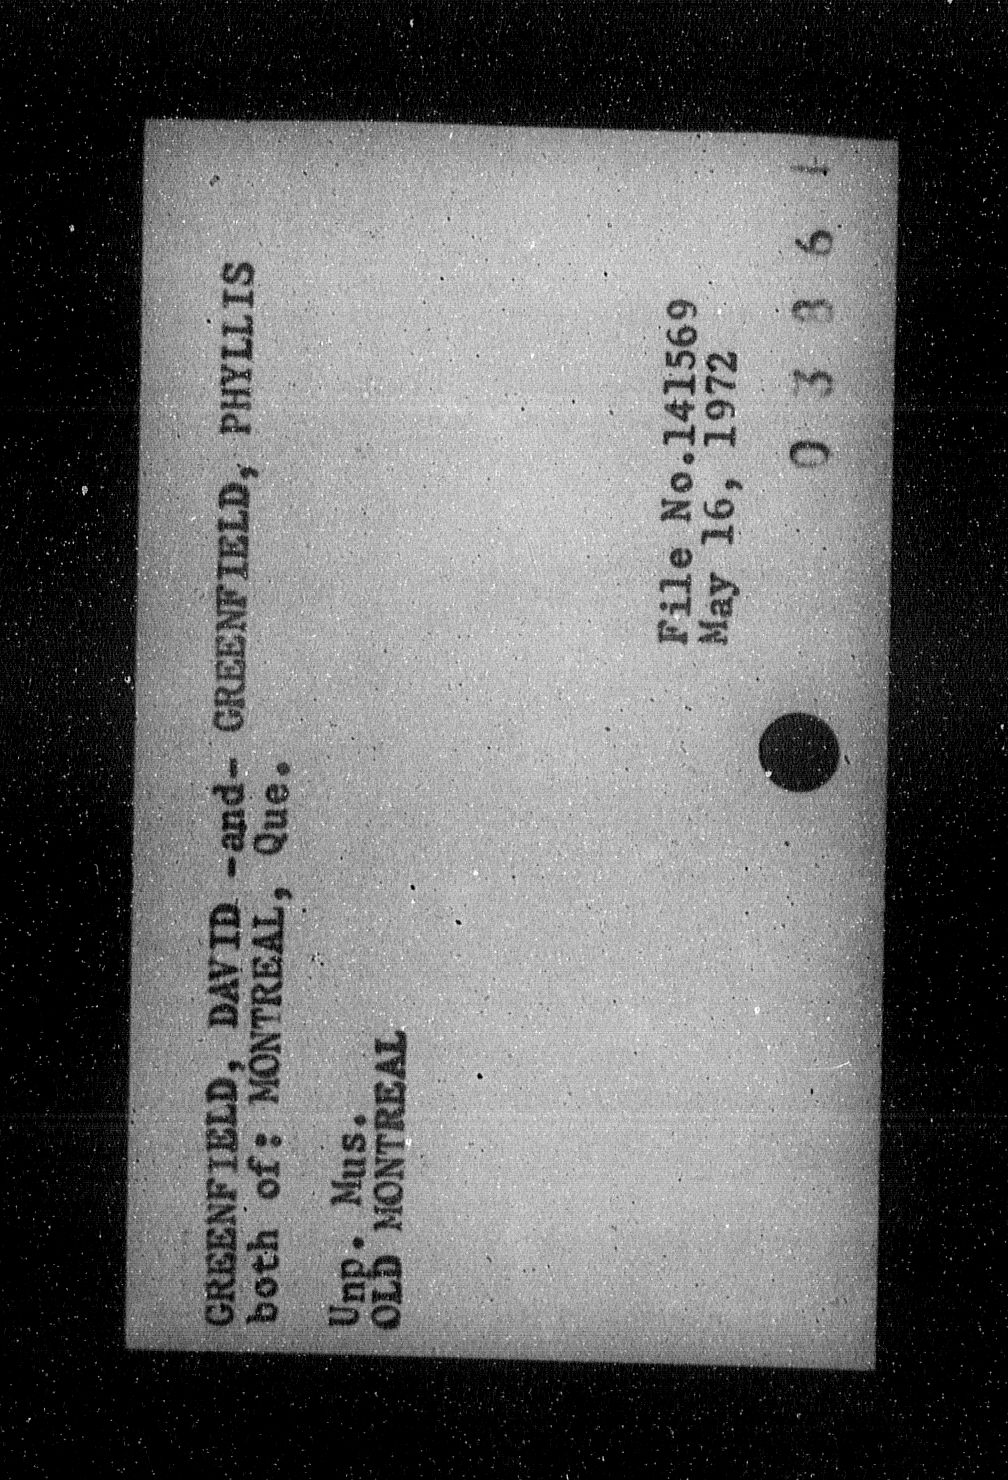 GREENFIELD, DAVID -and- GREENFIELD, PHYLLIS
both of: MONTREAL, Que.
Unp. Mus.
OLD MONTREAL
File No.141569
May 16, 1972
0 3 3 6 1